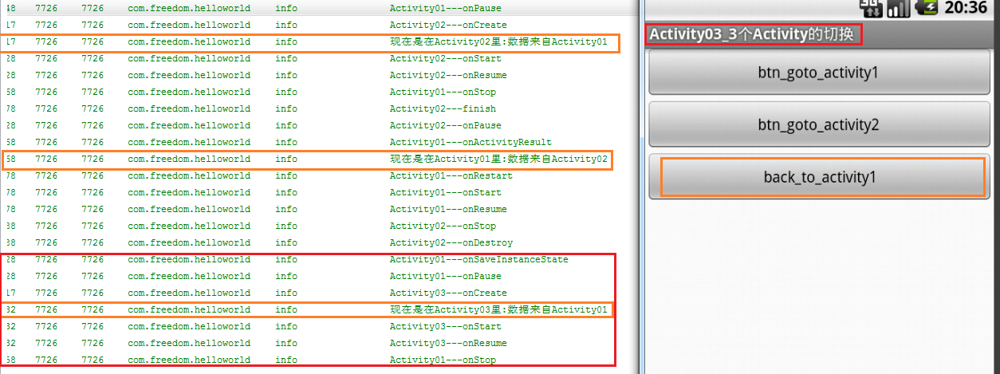 48 7726 7726 com.freedom.helloworld info Activity01---onPause
17 7726 7726 com.freedom.helloworld info Activity02---onCreate
17 7726 7726 com.freedom.helloworld info 现在是在Activity02里:数据来自Activity01
28 7726 7726 com.freedom.helloworld info Activity02---onStart
28 7726 7726 com.freedom.helloworld info Activity02---onResume
58 7726 7726 com.freedom.helloworld info Activity01---onStop
78 7726 7726 com.freedom.helloworld info Activity02---finish
28 7726 7726 com.freedom.helloworld info Activity02---onPause
58 7726 7726 com.freedom.helloworld info Activity01---onActivityResult
58 7726 7726 com.freedom.helloworld info 现在是在Activity01里:数据来自Activity02
78 7726 7726 com.freedom.helloworld info Activity01---onRestart
78 7726 7726 com.freedom.helloworld info Activity01---onStart
78 7726 7726 com.freedom.helloworld info Activity01---onResume
38 7726 7726 com.freedom.helloworld info Activity02---onStop
38 7726 7726 com.freedom.helloworld info Activity02---onDestroy
28 7726 7726 com.freedom.helloworld info Activity01---onSaveInstanceState
28 7726 7726 com.freedom.helloworld info Activity01---onPause
17 7726 7726 com.freedom.helloworld info Activity03---onCreate
32 7726 7726 com.freedom.helloworld info 现在是在Activity03里:数据来自Activity01
32 7726 7726 com.freedom.helloworld info Activity03---onStart
32 7726 7726 com.freedom.helloworld info Activity03---onResume
58 7726 7726 com.freedom.helloworld info Activity01---onStop
3G 20:36
Activity03_3个Activity的切换
btn_goto_activity1
btn_goto_activity2
back_to_activity1